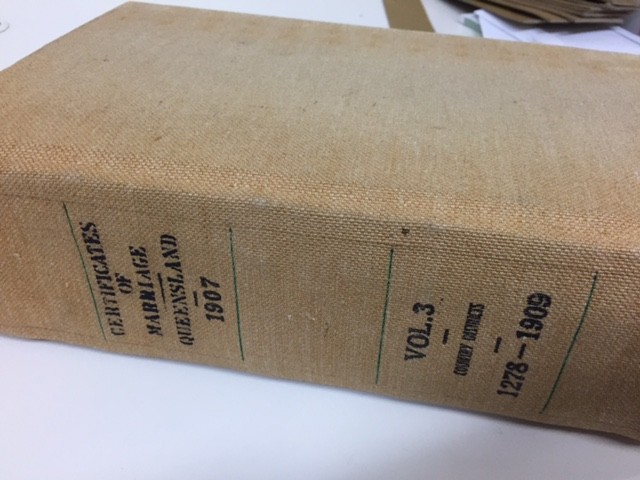 CERTIFICATES
OF
MARRIAGE
QUEENSLAND
1907
VOL. 3
COUNTRY DISTRICTS
1278-1909